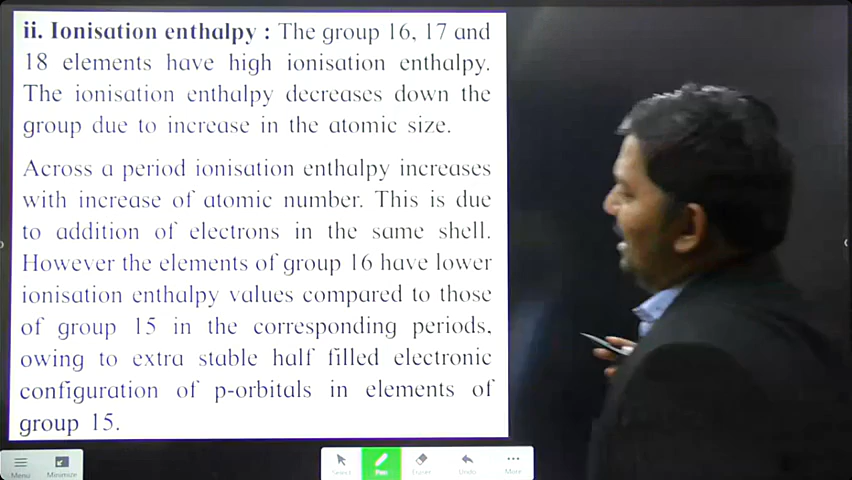 ii. Ionisation enthalpy : The group 16, 17 and
18 elements have high ionisation enthalpy.
The ionisation enthalpy decreases down the
group due to increase in the atomic size.
Across a period ionisation enthalpy increases
with increase of atomic number. This is due
to addition of electrons in the same shell.
However the elements of group 16 have lower
ionisation enthalpy values compared to those
of group 15 in the corresponding periods,
owing to extra stable half filled electronic
configuration of p-orbitals in elements of
group 15.
Menu Minimize Select Pen Eraser Undo More